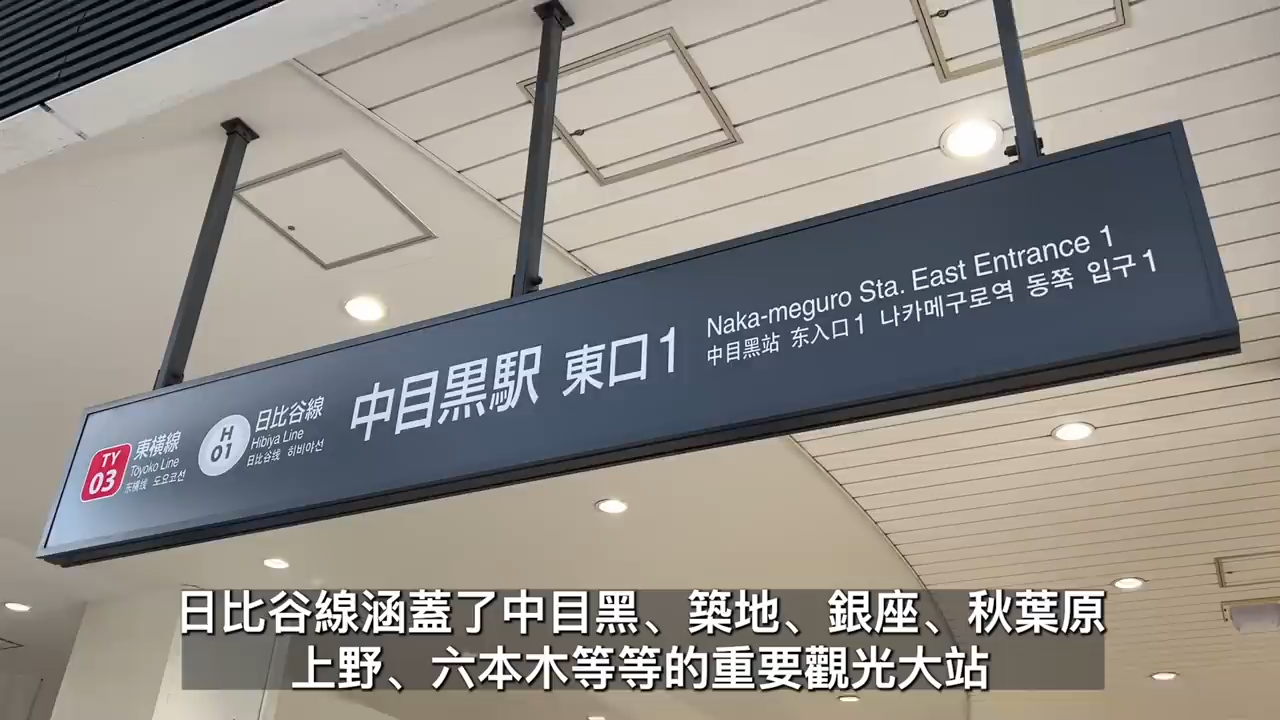 TY
03
東横線
Toyoko Line
东横线 도요코선
H
01
日比谷線
Hibiya Line
日比谷线 히비야선
中目黒駅 東口1
Naka-meguro Sta. East Entrance 1
中目黑站 东入口1 나카메구로역 동쪽 입구1
日比谷線涵蓋了中目黑、築地、銀座、秋葉原
上野、六本木等等的重要觀光大站